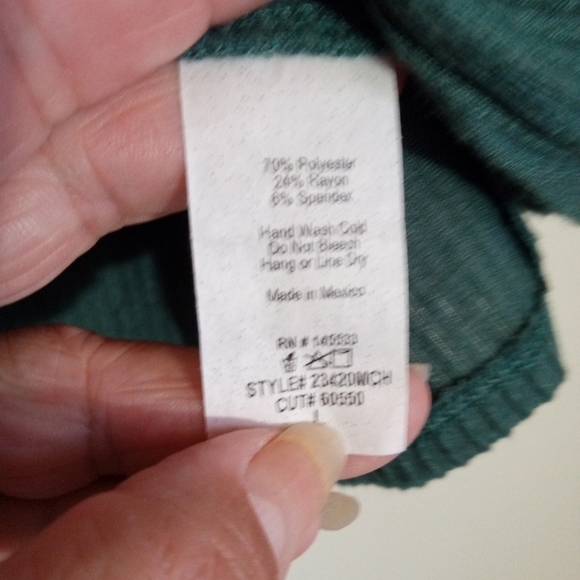 70% Polyester
24% Rayon
6% Spandex
Hand Wash Cold
Do Not Bleach
Hang or Line Dry
Made in Mexico
RN #
STYLE# 23420MCH
CUT# 60550
L